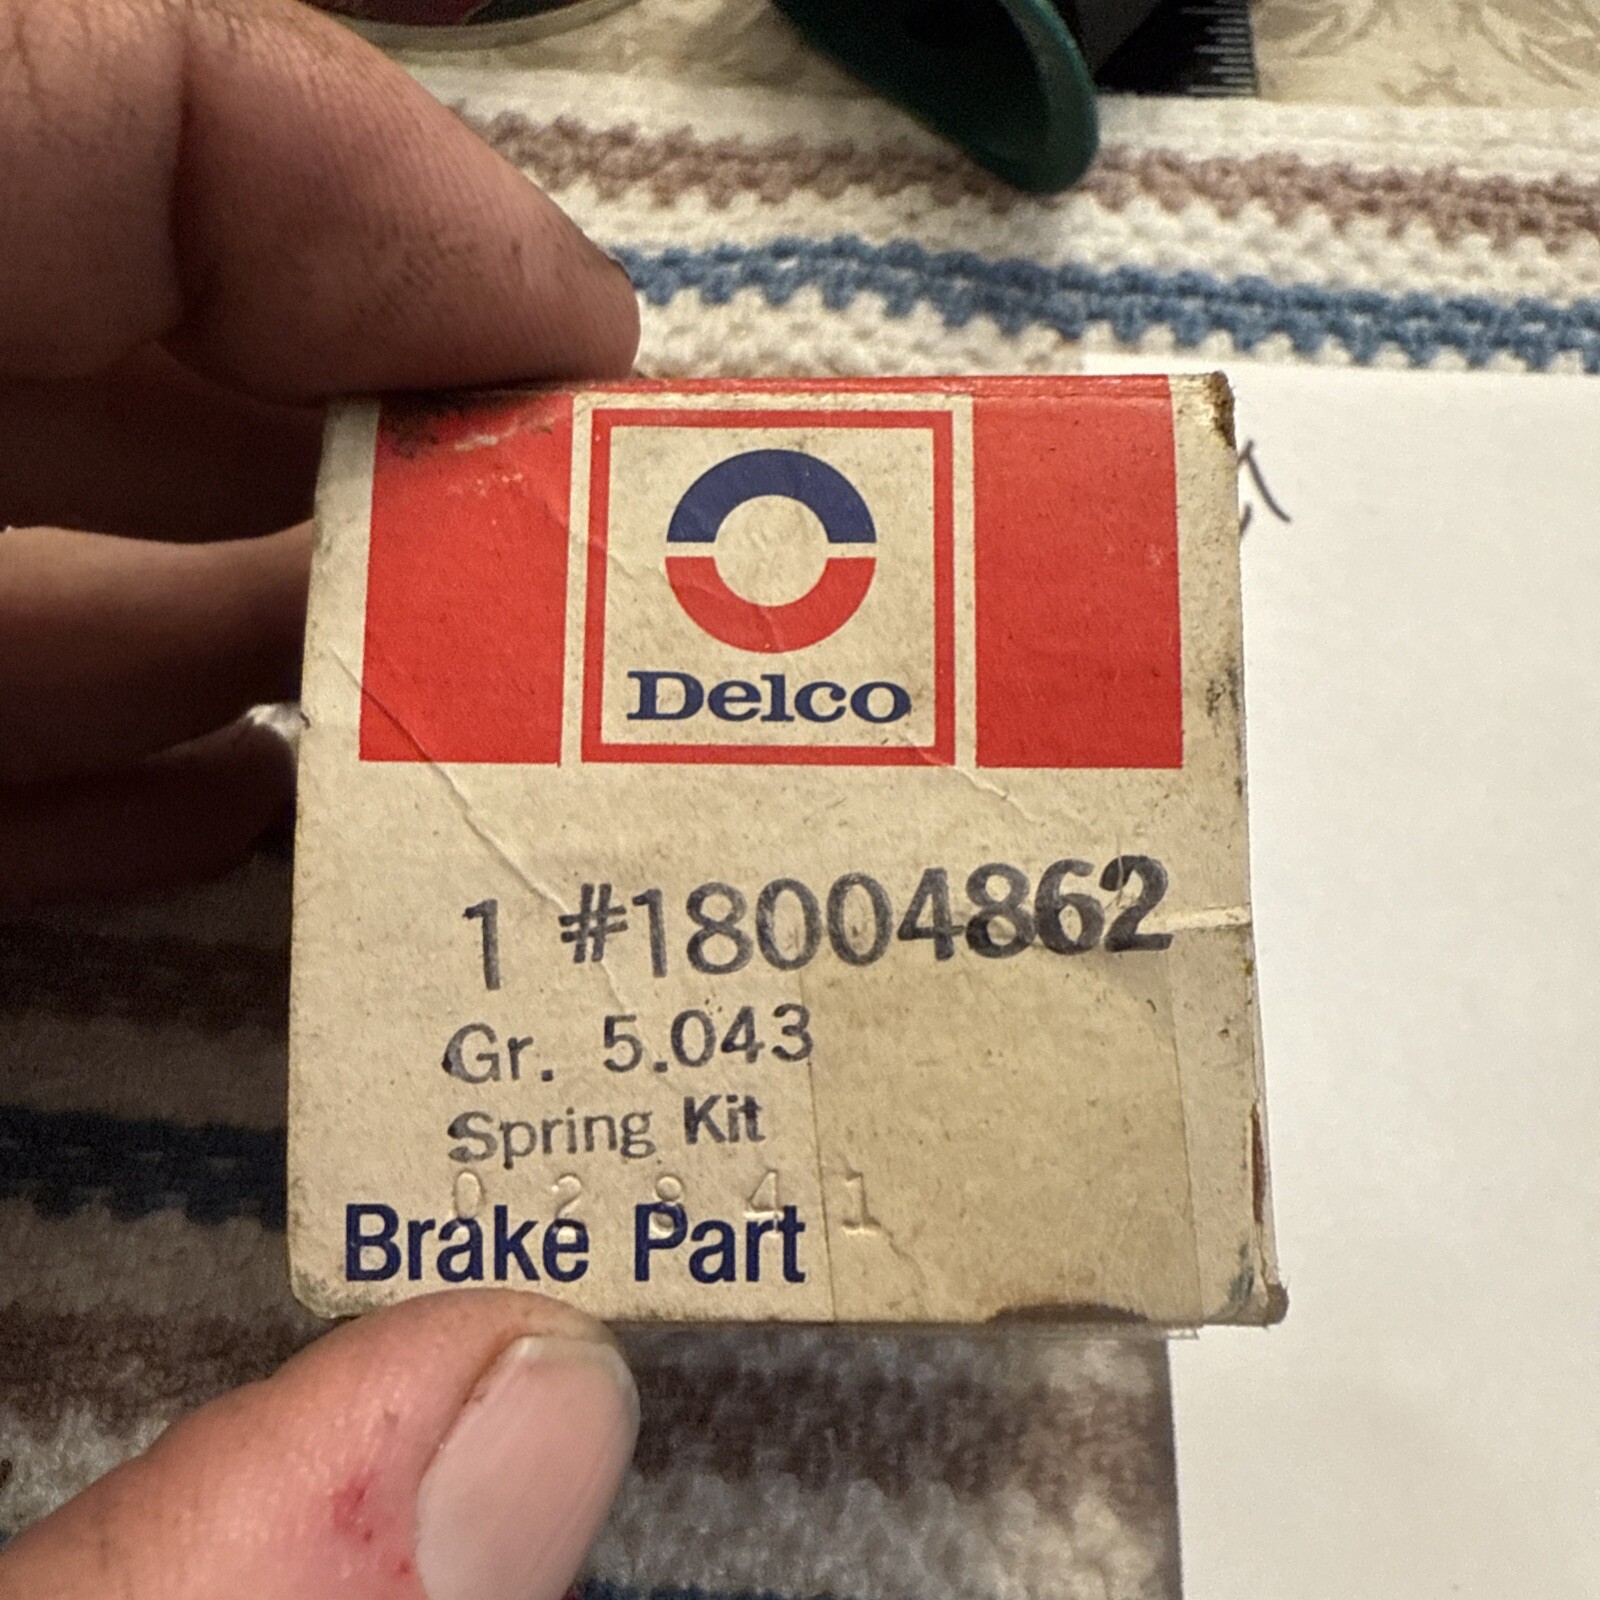 Delco
1 #18004862
Gr. 5.043
Spring Kit
0 2 8 4 1
Brake Part